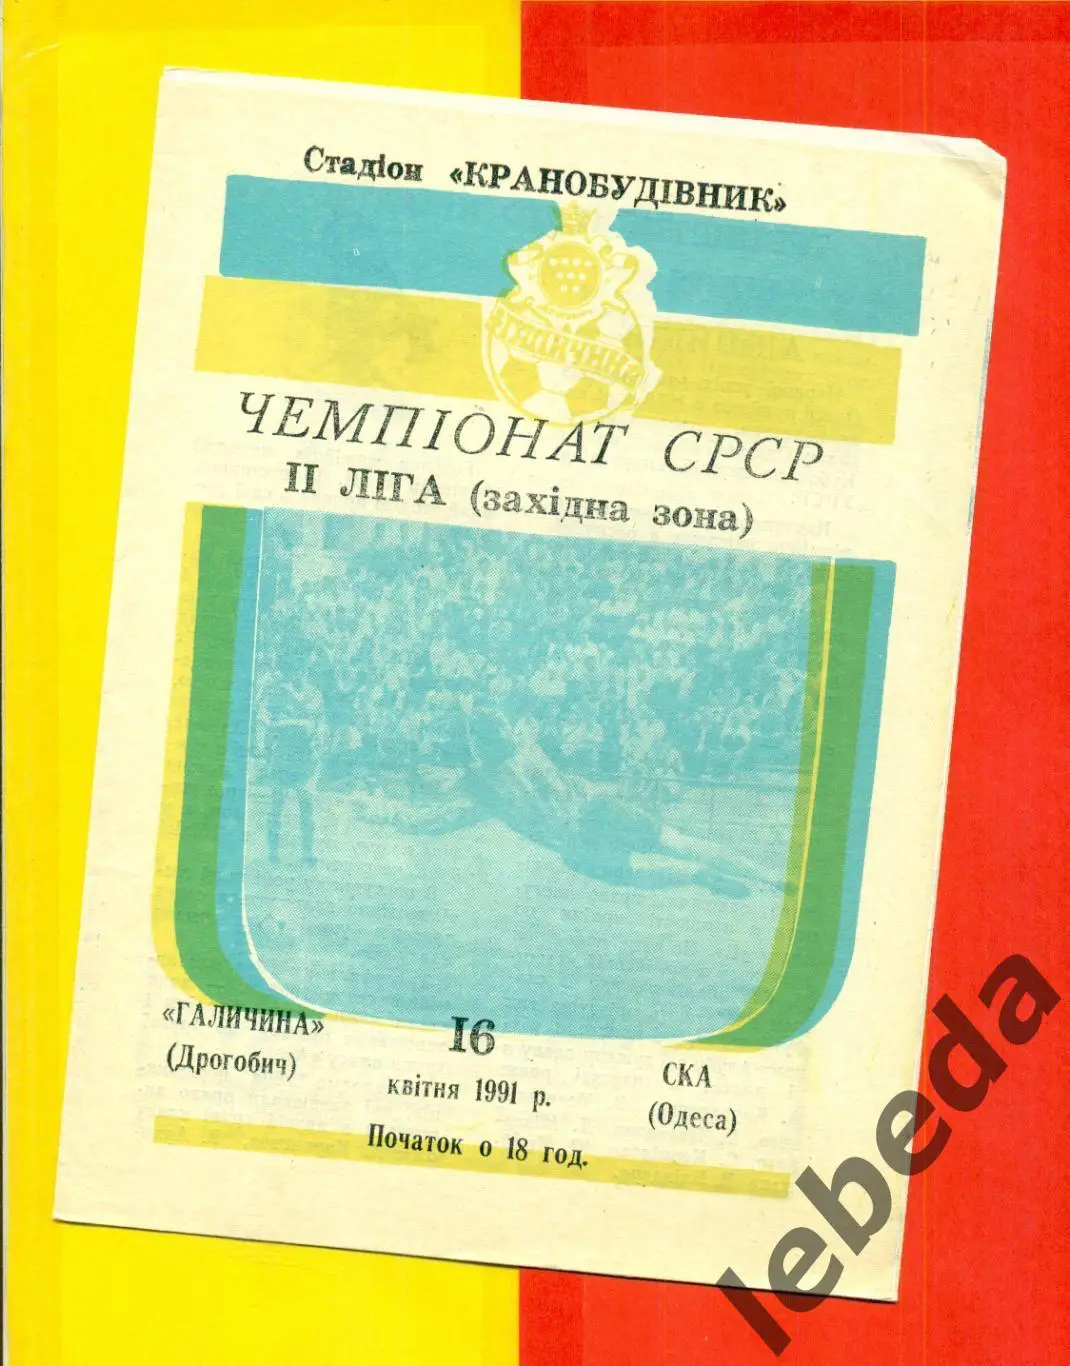 Стадіон «КРАНОБУДІВНИК»
ГАЛИЧИНА
ЧЕМПІОНАТ СРСР
II ЛІГА (західна зона)
«ГАЛИЧИНА»
(Дрогобич)
16
квітня 1991 р.
Початок о 18 год.
СКА
(Одеса)
lebeda